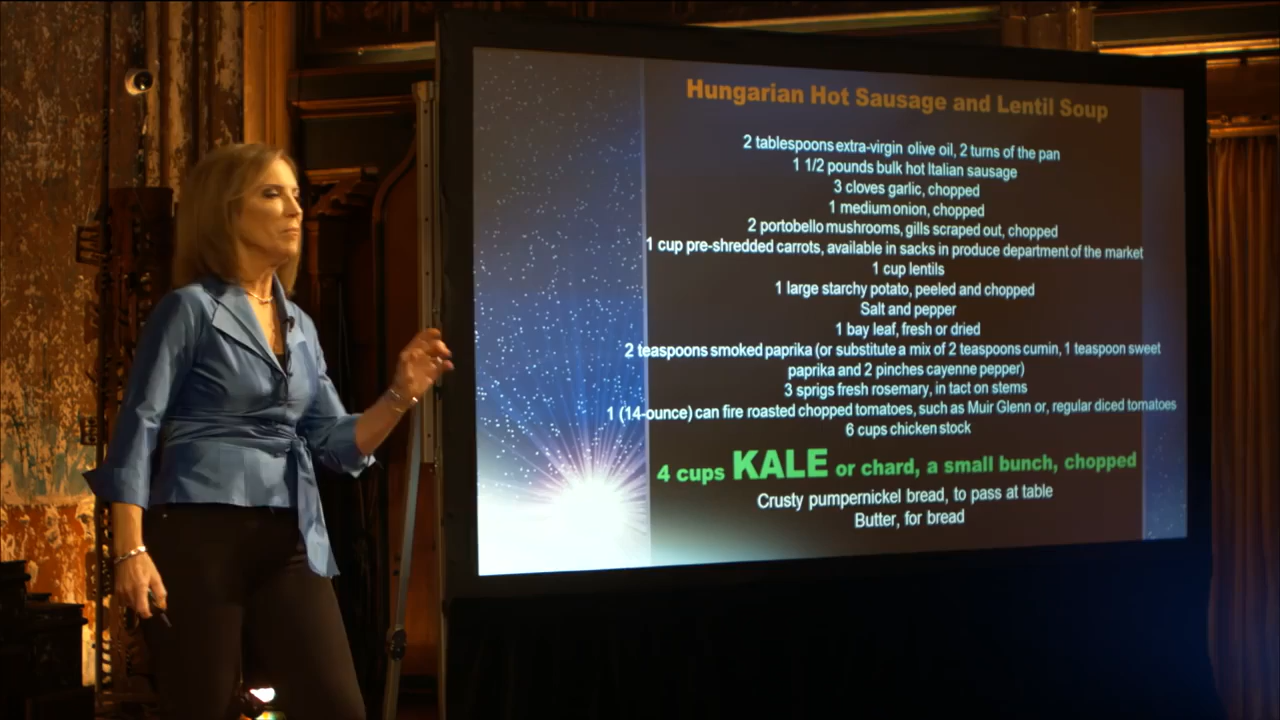 Hungarian Hot Sausage and Lentil Soup
2 tablespoons extra-virgin olive oil, 2 turns of the pan
1 1/2 pounds bulk hot Italian sausage
3 cloves garlic, chopped
1 medium onion, chopped
2 portobello mushrooms, gills scraped out, chopped
1 cup pre-shredded carrots, available in sacks in produce department of the market
1 cup lentils
1 large starchy potato, peeled and chopped
Salt and pepper
1 bay leaf, fresh or dried
2 teaspoons smoked paprika (or substitute a mix of 2 teaspoons cumin, 1 teaspoon sweet
paprika and 2 pinches cayenne pepper)
3 sprigs fresh rosemary, in tact on stems
1 (14-ounce) can fire roasted chopped tomatoes, such as Muir Glenn or, regular diced tomatoes
6 cups chicken stock
4 cups KALE or chard, a small bunch, chopped
Crusty pumpernickel bread, to pass at table
Butter, for bread